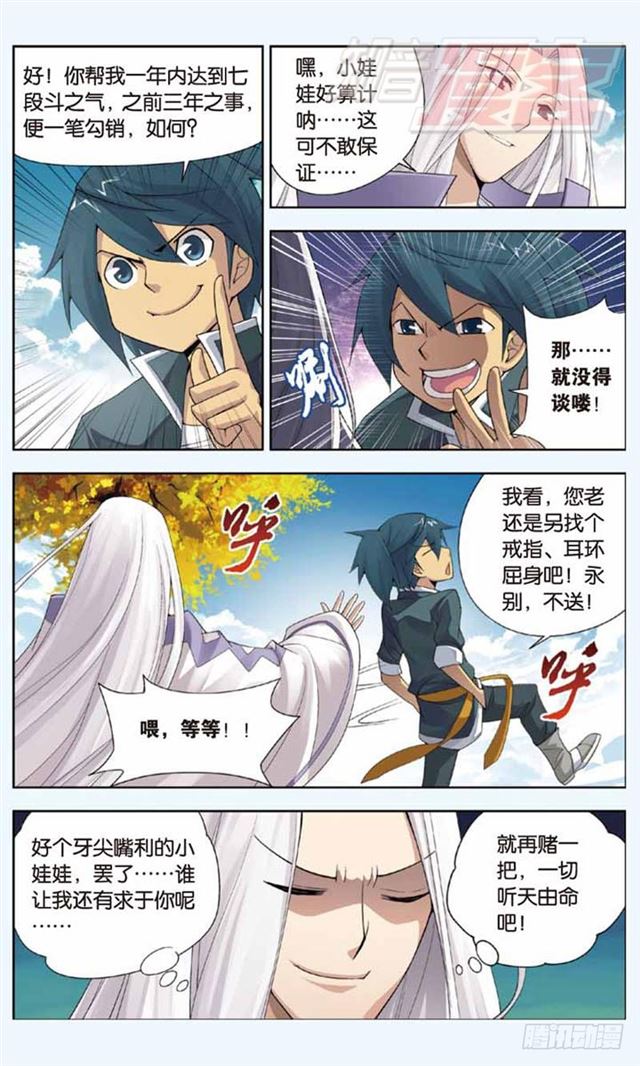 好！你帮我一年内达到七
段斗之气，之前三年之事，
便一笔勾销，如何？
嘿，小娃
娃好算计
呐……这
可不敢保
证……
唰
那……
就没得
谈喽！
呼
我看，您老
还是另找个
戒指、耳环
屈身吧！永
别，不送！
呼
喂，等等！！
好个牙尖嘴利的小
娃娃，罢了……谁
让我还有求于你呢
……
就再赌一
把，一切
听天由命
吧！
腾讯动漫